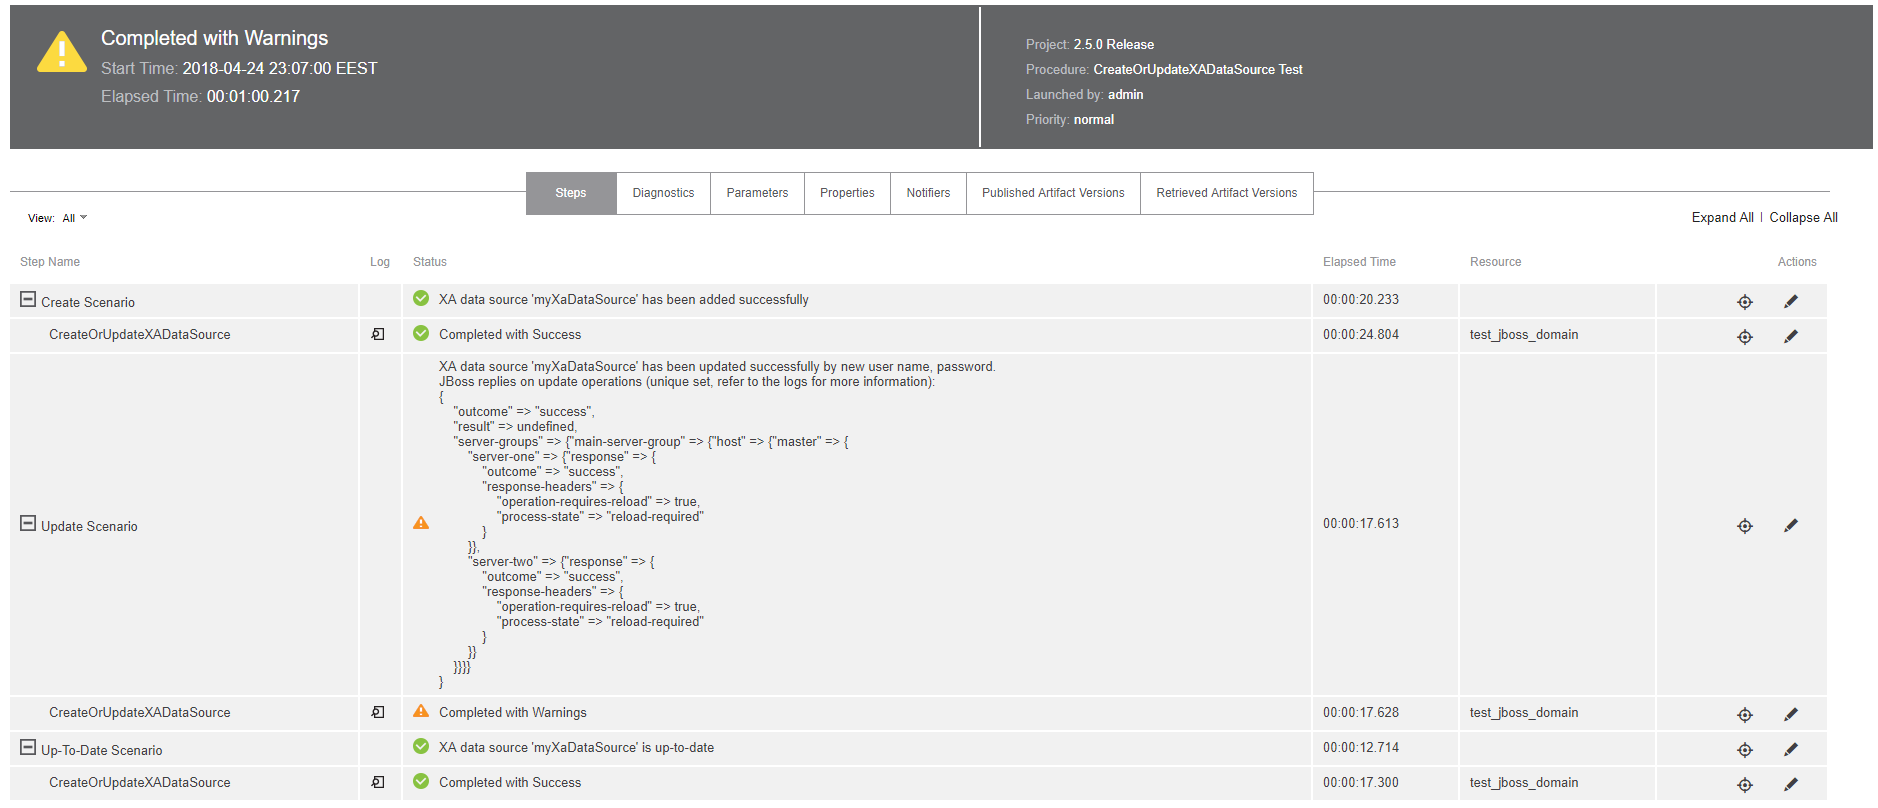 Completed with Warnings
Start Time: 2018-04-24 23:07:00 EEST
Elapsed Time: 00:01:00.217
Project: 2.5.0 Release
Procedure: CreateOrUpdateXADataSource Test
Launched by: admin
Priority: normal
Steps Diagnostics Parameters Properties Notifiers Published Artifact Versions Retrieved Artifact Versions
View: All Expand All | Collapse All
Step Name Log Status Elapsed Time Resource Actions
Create Scenario XA data source 'myXaDataSource' has been added successfully 00:00:20.233
CreateOrUpdateXADataSource Completed with Success 00:00:24.804 test_jboss_domain
Update Scenario
XA data source 'myXaDataSource' has been updated successfully by new user name, password.
JBoss replies on update operations (unique set, refer to the logs for more information):
{
"outcome" => "success",
"result" => undefined,
"server-groups" => {"main-server-group" => {"host" => {"master" => {
"server-one" => {"response" => {
"outcome" => "success",
"response-headers" => {
"operation-requires-reload" => true,
"process-state" => "reload-required"
}
}},
"server-two" => {"response" => {
"outcome" => "success",
"response-headers" => {
"operation-requires-reload" => true,
"process-state" => "reload-required"
}
}}
}}}}
}
00:00:17.613
CreateOrUpdateXADataSource Completed with Warnings 00:00:17.628 test_jboss_domain
Up-To-Date Scenario XA data source 'myXaDataSource' is up-to-date 00:00:12.714
CreateOrUpdateXADataSource Completed with Success 00:00:17.300 test_jboss_domain